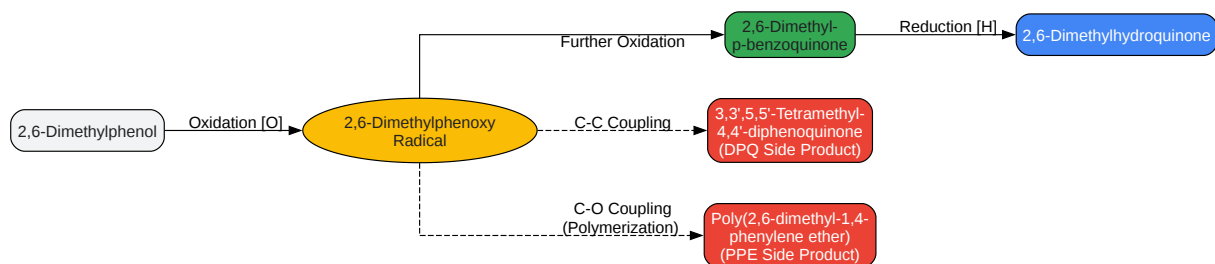 2,6-Dimethyl-
p-benzoquinone
Reduction [H]
2,6-Dimethylhydroquinone
Further Oxidation
2,6-Dimethylphenol
Oxidation [O]
2,6-Dimethylphenoxy
Radical
C-C Coupling
3,3',5,5'-Tetramethyl-
4,4'-diphenoquinone
(DPQ Side Product)
C-O Coupling
(Polymerization)
Poly(2,6-dimethyl-1,4-
phenylene ether)
(PPE Side Product)